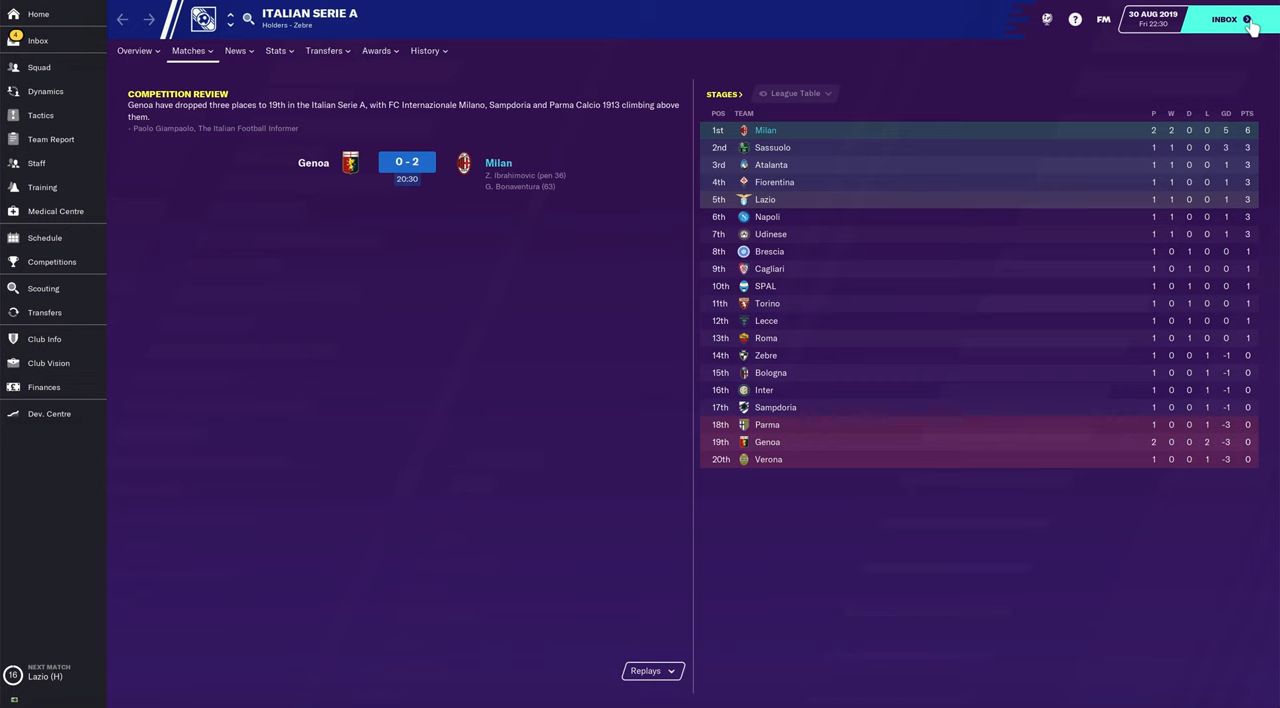 Home
4
Inbox
Squad
Dynamics
Tactics
Team Report
Staff
Training
Medical Centre
Schedule
Competitions
Scouting
Transfers
Club Info
Club Vision
Finances
Dev. Centre
16
NEXT MATCH
Lazio (H)
ITALIAN SERIE A
Holders - Zebre
?
FM
30 AUG 2019
Fri 22:30
INBOX
Overview
Matches
News
Stats
Transfers
Awards
History
COMPETITION REVIEW
Genoa have dropped three places to 19th in the Italian Serie A, with FC Internazionale Milano, Sampdoria and Parma Calcio 1913 climbing above
them.
- Paolo Giampaolo, The Italian Football Informer
Genoa 0 - 2 Milan
20:30
Z. Ibrahimovic (pen 36)
G. Bonaventura (63)
Replays
STAGES> League Table
POS TEAM P W D L GD PTS
1st Milan 2 2 0 0 5 6
2nd Sassuolo 1 1 0 0 3 3
3rd Atalanta 1 1 0 0 1 3
4th Fiorentina 1 1 0 0 1 3
5th Lazio 1 1 0 0 1 3
6th Napoli 1 1 0 0 1 3
7th Udinese 1 1 0 0 1 3
8th Brescia 1 0 1 0 0 1
9th Cagliari 1 0 1 0 0 1
10th SPAL 1 0 1 0 0 1
11th Torino 1 0 1 0 0 1
12th Lecce 1 0 1 0 0 1
13th Roma 1 0 1 0 0 1
14th Zebre 1 0 0 1 -1 0
15th Bologna 1 0 0 1 -1 0
16th Inter 1 0 0 1 -1 0
17th Sampdoria 1 0 0 1 -1 0
18th Parma 1 0 0 1 -3 0
19th Genoa 2 0 0 2 -3 0
20th Verona 1 0 0 1 -3 0